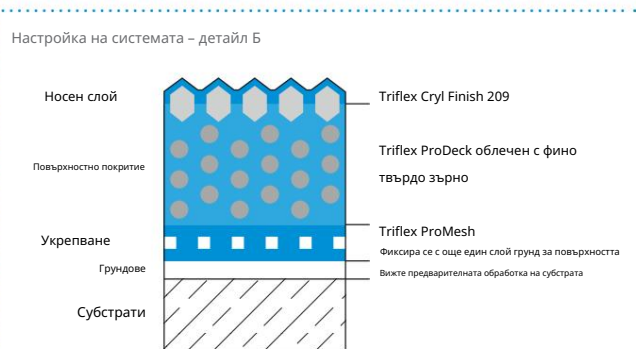 Настройка на системата – детайл Б
Носен слой
Triflex Cryl Finish 209
Повърхностно покритие
Triflex ProDeck облечен с фино
твърдо зърно
Укрепване
Triflex ProMesh
Фиксира се с още един слой грунд за повърхността
Грундове
Вижте предварителната обработка на субстрата
Субстрати